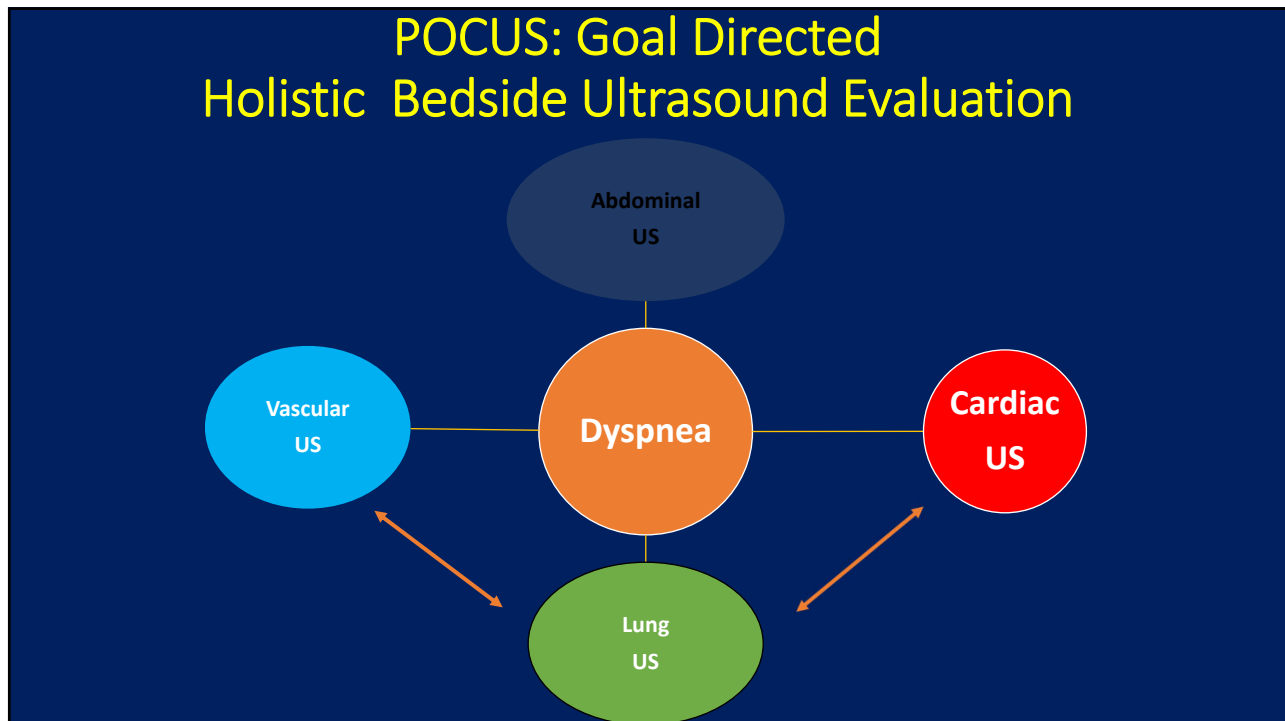 POCUS: Goal Directed
Holistic  Bedside Ultrasound Evaluation
Abdominal
US
Vascular
US
Dyspnea
Cardiac
US
Lung
US